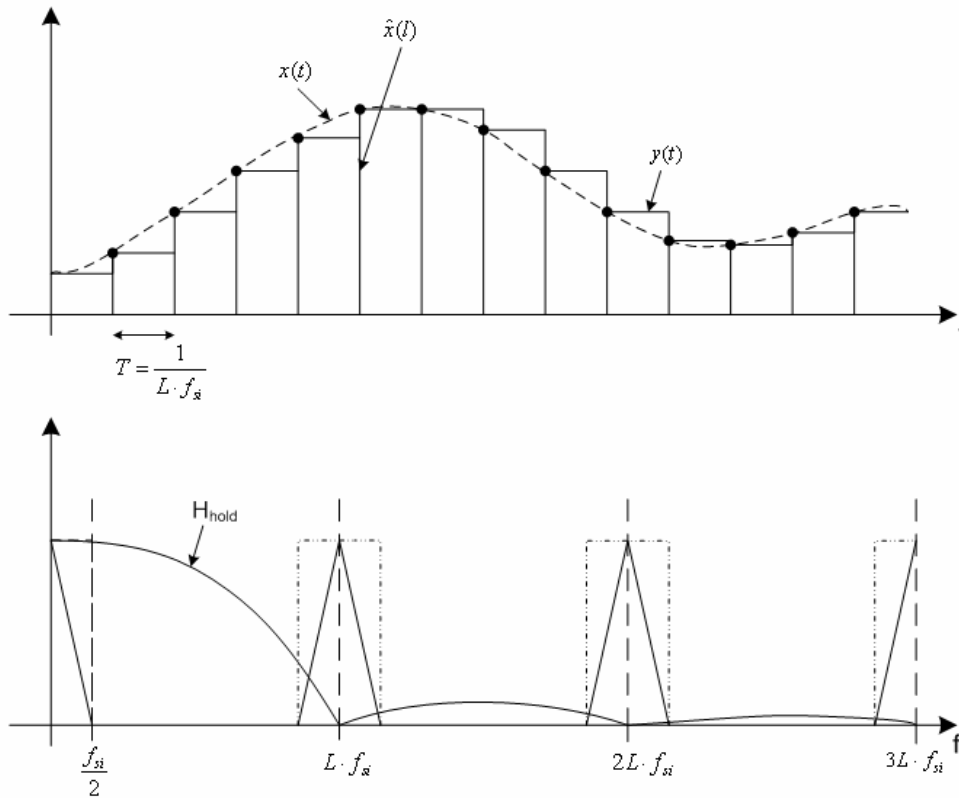 x̂(l)
x(t)
y(t)
T = 1 / (L · f_si)
H_hold
f
f_si / 2
L · f_si
2L · f_si
3L · f_si